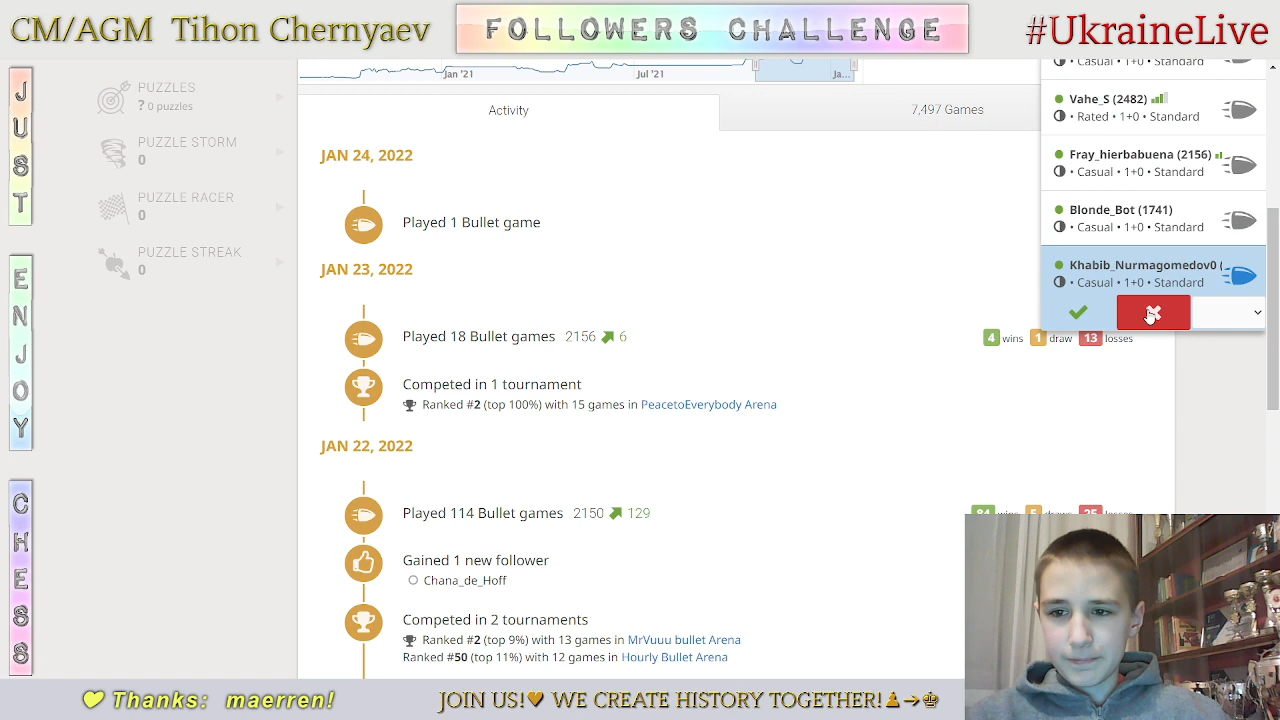 CM/AGM Tihon Chernyaev
FOLLOWERS CHALLENGE
#UkraineLive
JUST
ENJOY
CHESS
PUZZLES
? 0 puzzles
PUZZLE STORM
0
PUZZLE RACER
0
PUZZLE STREAK
0
Jan '21
Jul '21
Ja...
Activity
7,497 Games
JAN 24, 2022
Played 1 Bullet game
JAN 23, 2022
Played 18 Bullet games 2156 6
4 wins 1 draw 13 losses
Competed in 1 tournament
Ranked #2 (top 100%) with 15 games in PeacetoEverybody Arena
JAN 22, 2022
Played 114 Bullet games 2150 129
Gained 1 new follower
Chana_de_Hoff
Competed in 2 tournaments
Ranked #2 (top 9%) with 13 games in MrVuuu bullet Arena
Ranked #50 (top 11%) with 12 games in Hourly Bullet Arena
• Casual • 1+0 • Standard
Vahe_S (2482)
• Rated • 1+0 • Standard
Fray_hierbabuena (2156)
• Casual • 1+0 • Standard
Blonde_Bot (1741)
• Casual • 1+0 • Standard
Khabib_Nurmagomedov0 (
• Casual • 1+0 • Standard
Thanks: maerren!
JOIN US! WE CREATE HISTORY TOGETHER!